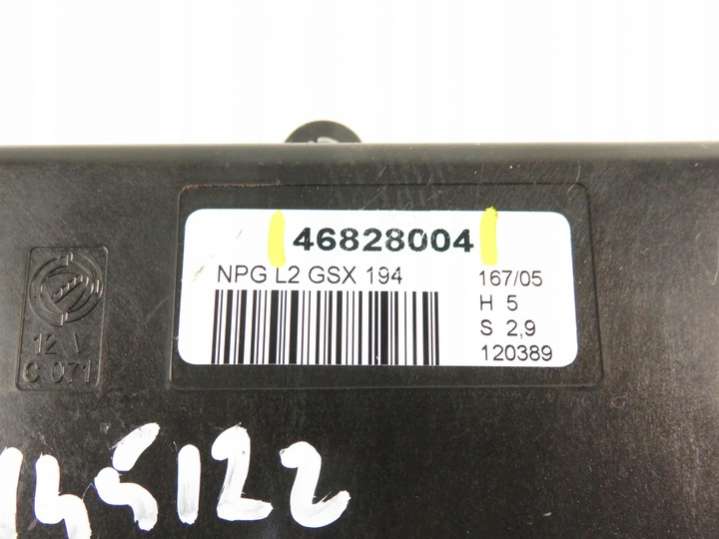 46828004
NPG L2 GSX 194
167/05
H 5
S 2,9
120389
12 V
C 071
145122